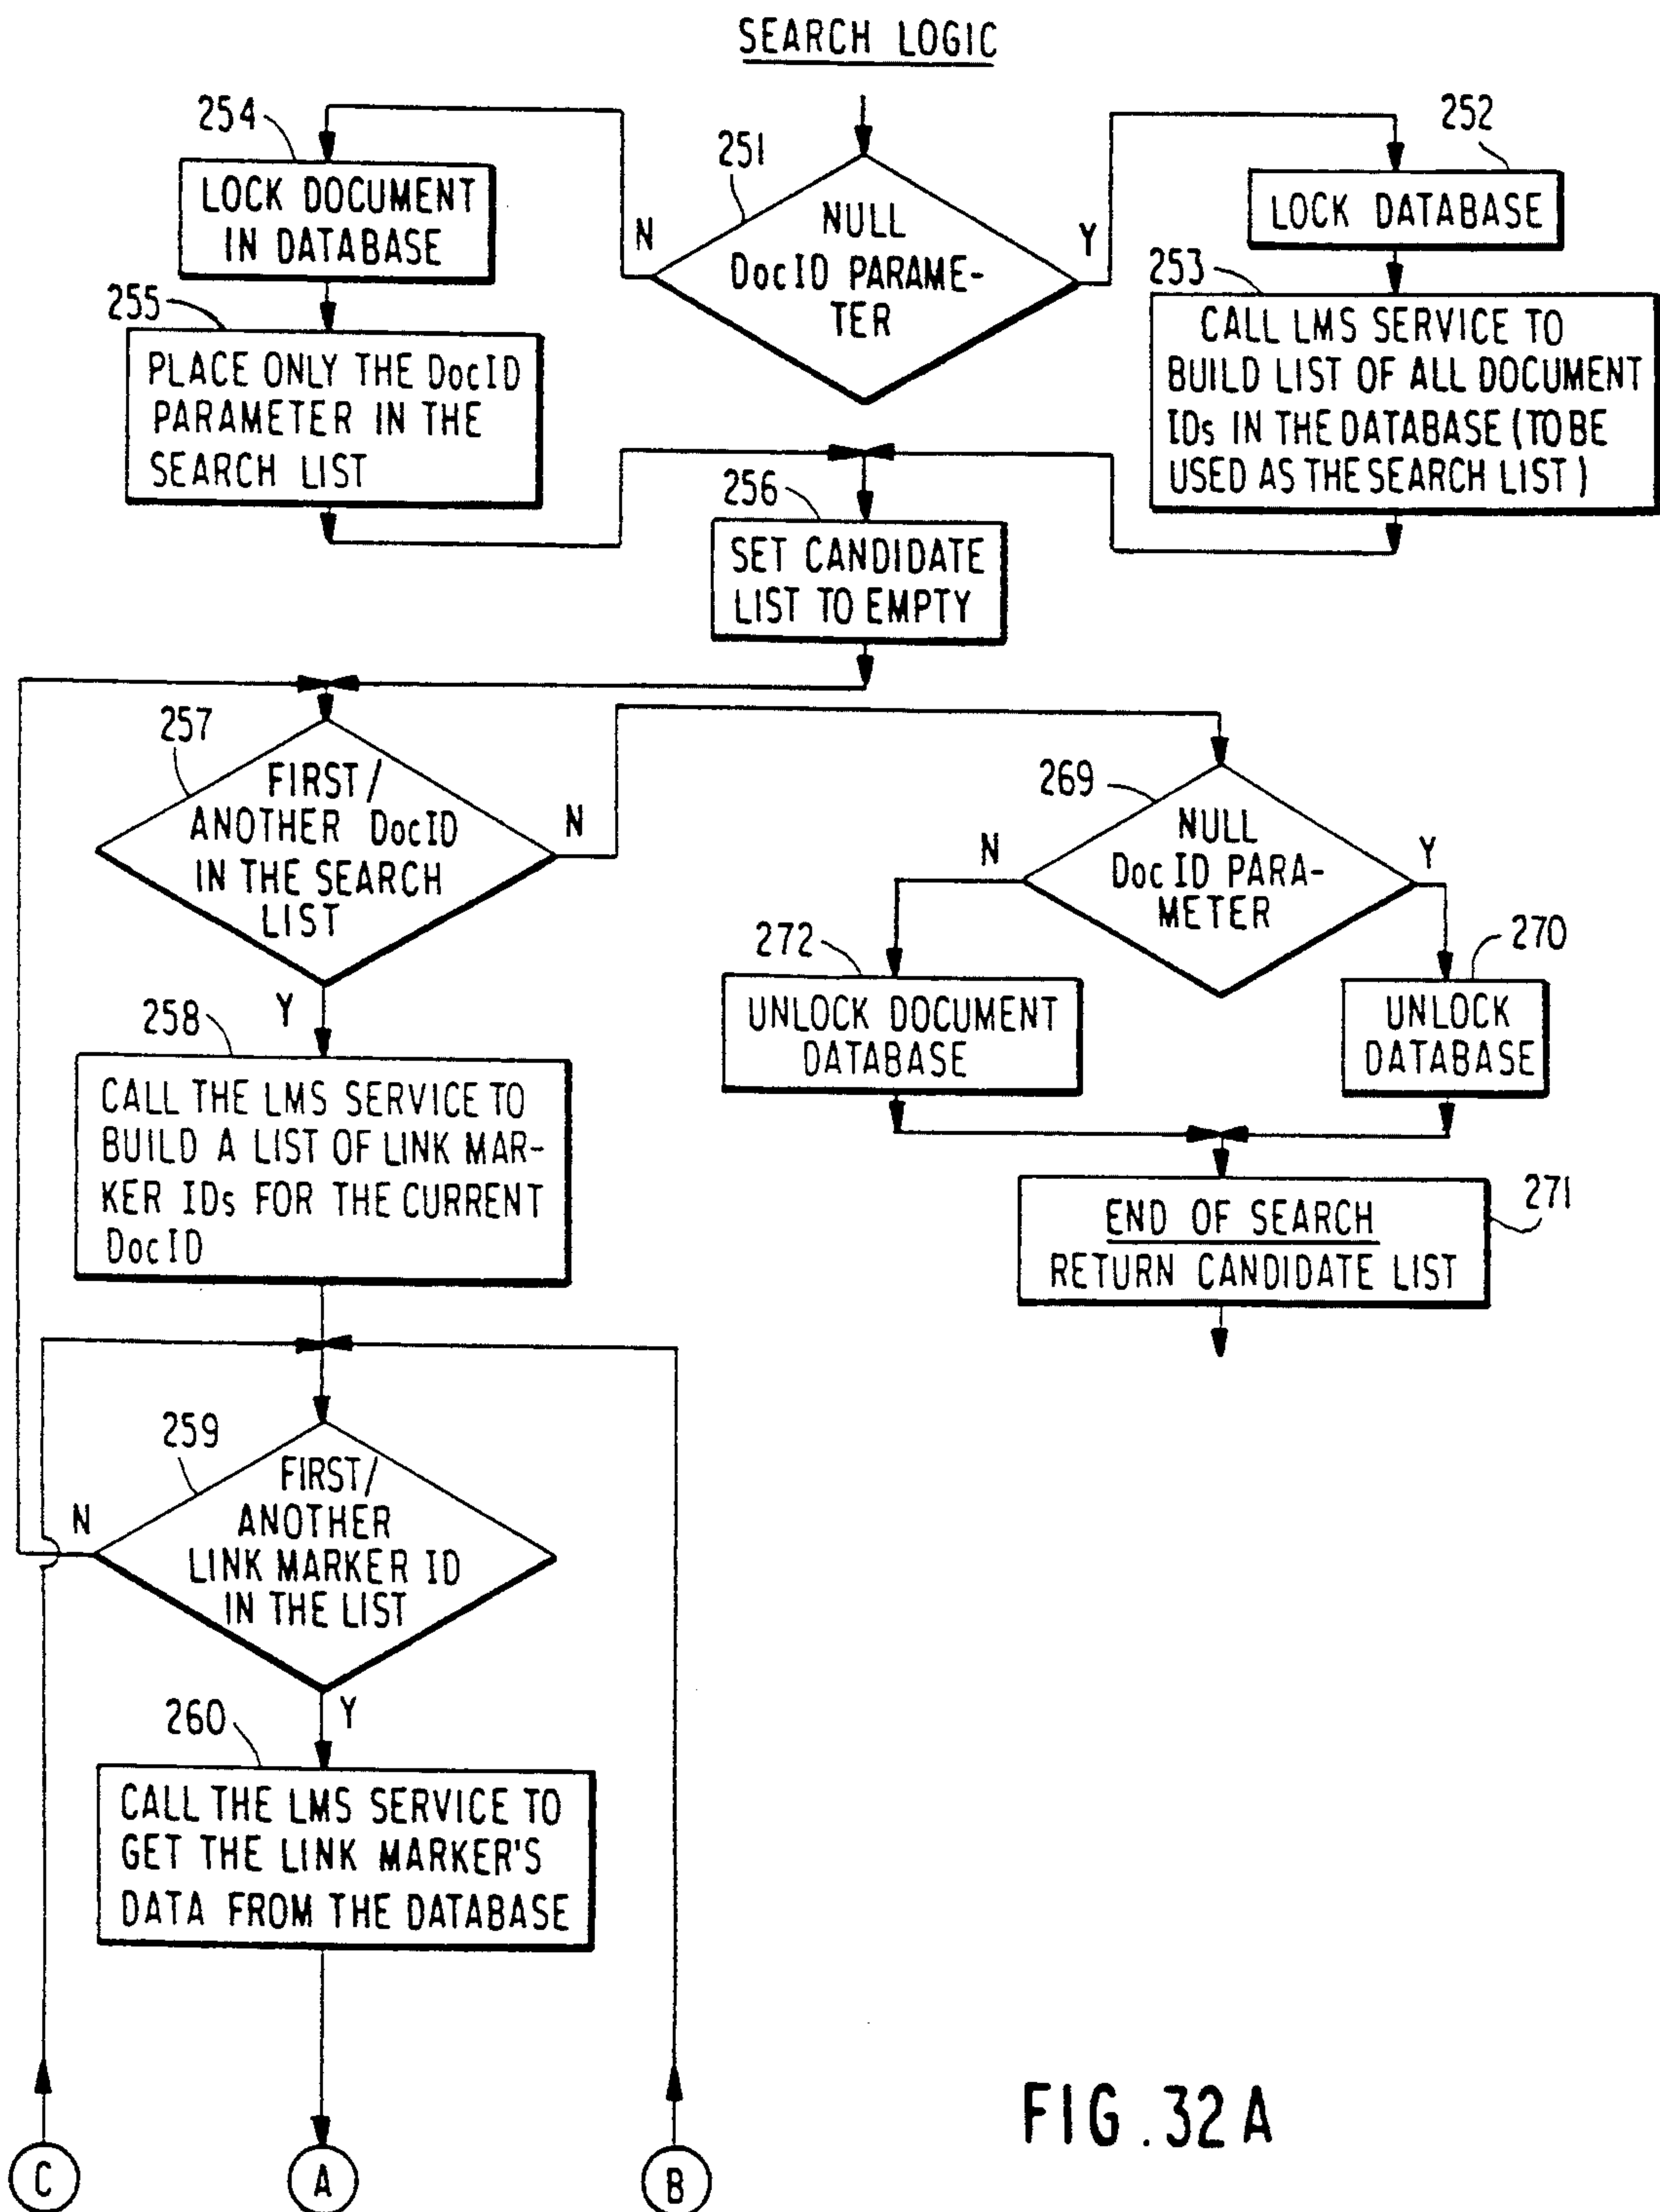 SEARCH LOGIC
254
LOCK DOCUMENT
IN DATABASE
255
PLACE ONLY THE DocID
PARAMETER IN THE
SEARCH LIST
251
NULL
DocID PARAME-
TER
N
Y
252
LOCK DATABASE
253
CALL LMS SERVICE TO
BUILD LIST OF ALL DOCUMENT
IDs IN THE DATABASE (TO BE
USED AS THE SEARCH LIST)
256
SET CANDIDATE
LIST TO EMPTY
257
FIRST/
ANOTHER DocID
IN THE SEARCH
LIST
N
Y
269
NULL
DocID PARA-
METER
N
Y
272
UNLOCK DOCUMENT
DATABASE
270
UNLOCK
DATABASE
271
END OF SEARCH
RETURN CANDIDATE LIST
258
CALL THE LMS SERVICE TO
BUILD A LIST OF LINK MAR-
KER IDs FOR THE CURRENT
DocID
259
FIRST/
ANOTHER
LINK MARKER ID
IN THE LIST
N
Y
260
CALL THE LMS SERVICE TO
GET THE LINK MARKER'S
DATA FROM THE DATABASE
C
A
B
FIG. 32A